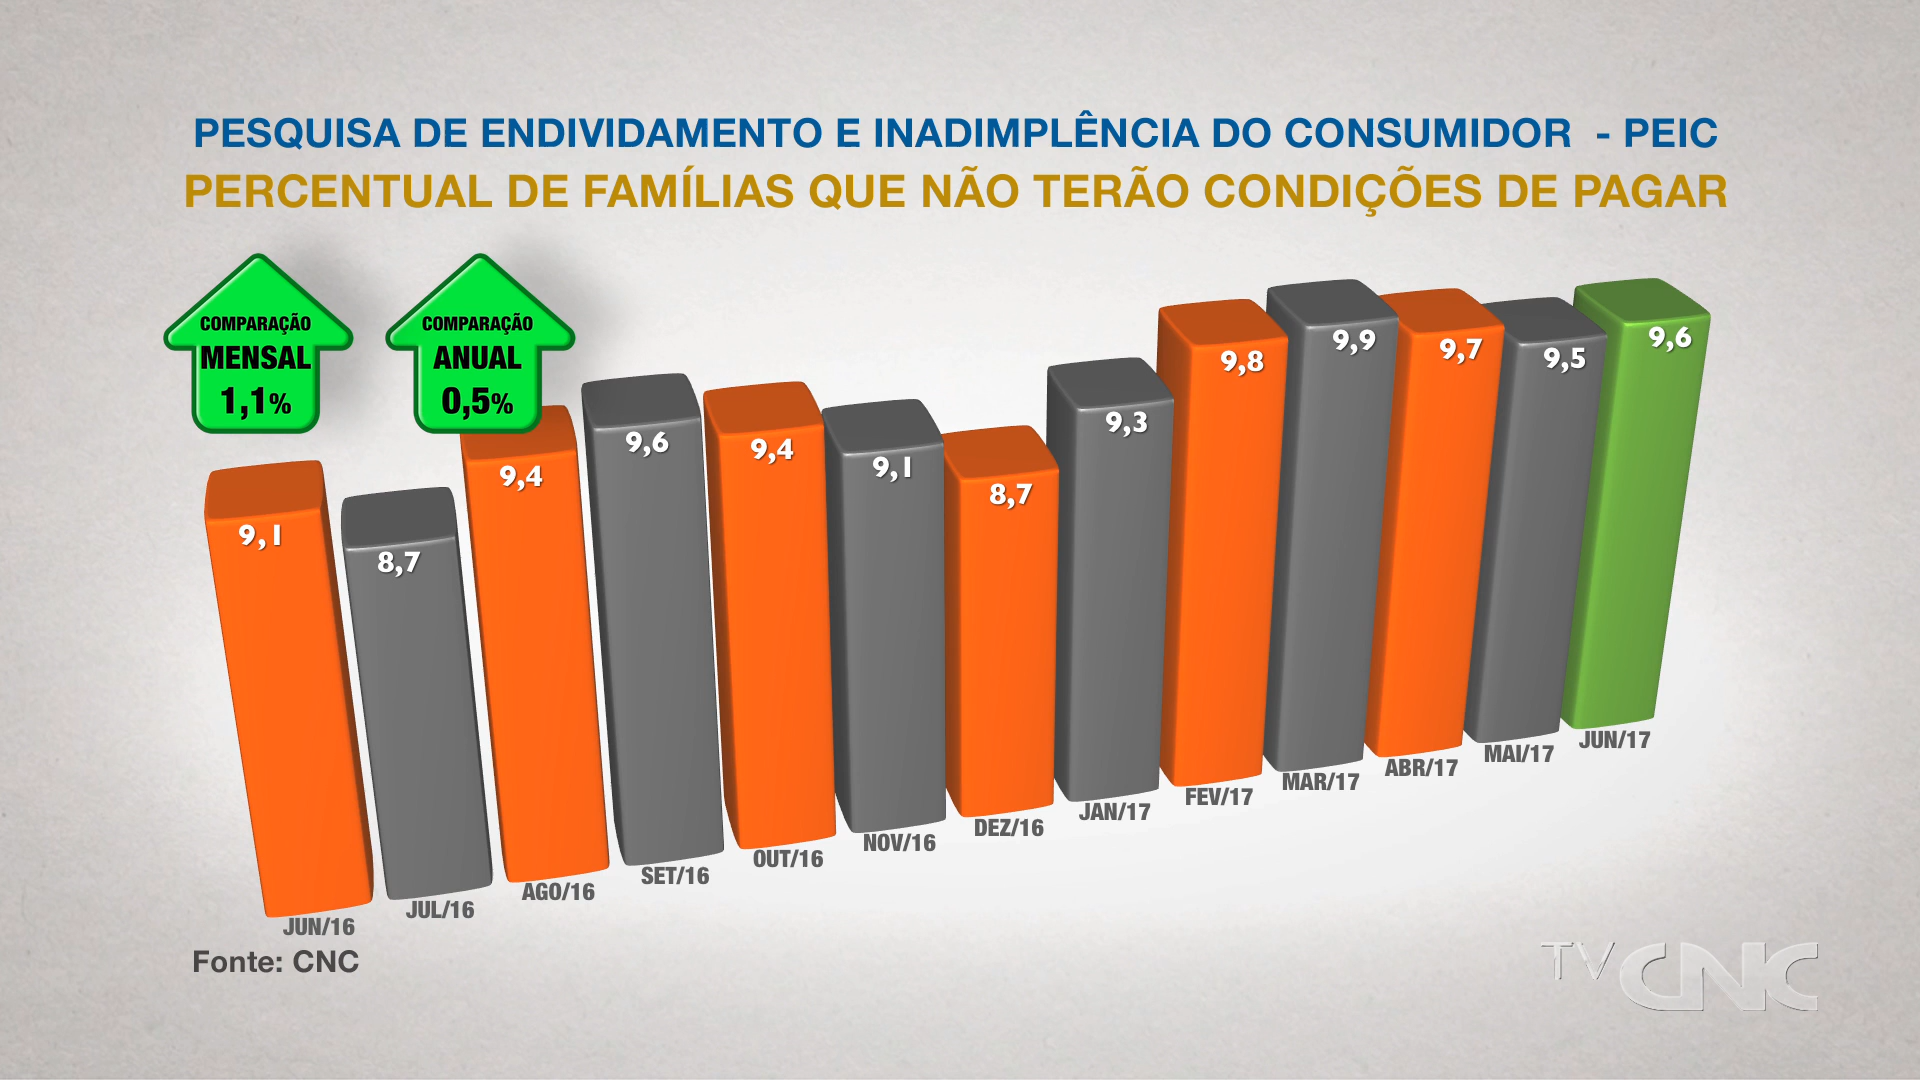 PESQUISA DE ENDIVIDAMENTO E INADIMPLÊNCIA DO CONSUMIDOR - PEIC
PERCENTUAL DE FAMÍLIAS QUE NÃO TERÃO CONDIÇÕES DE PAGAR
COMPARAÇÃO
MENSAL
1,1%
COMPARAÇÃO
ANUAL
0,5%
9,1
8,7
9,4
9,6
9,4
9,1
8,7
9,3
9,8
9,9
9,7
9,5
9,6
JUN/16
JUL/16
AGO/16
SET/16
OUT/16
NOV/16
DEZ/16
JAN/17
FEV/17
MAR/17
ABR/17
MAI/17
JUN/17
Fonte: CNC
TV CNC